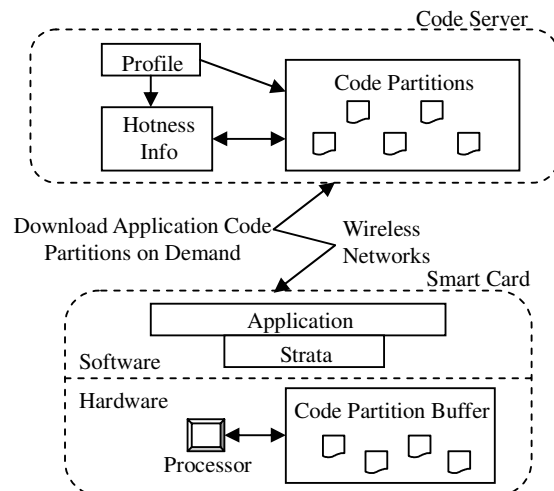 Code Server
Profile
Hotness
Info
Code Partitions
Download Application Code
Partitions on Demand
Wireless
Networks
Smart Card
Application
Strata
Software
Hardware
Processor
Code Partition Buffer